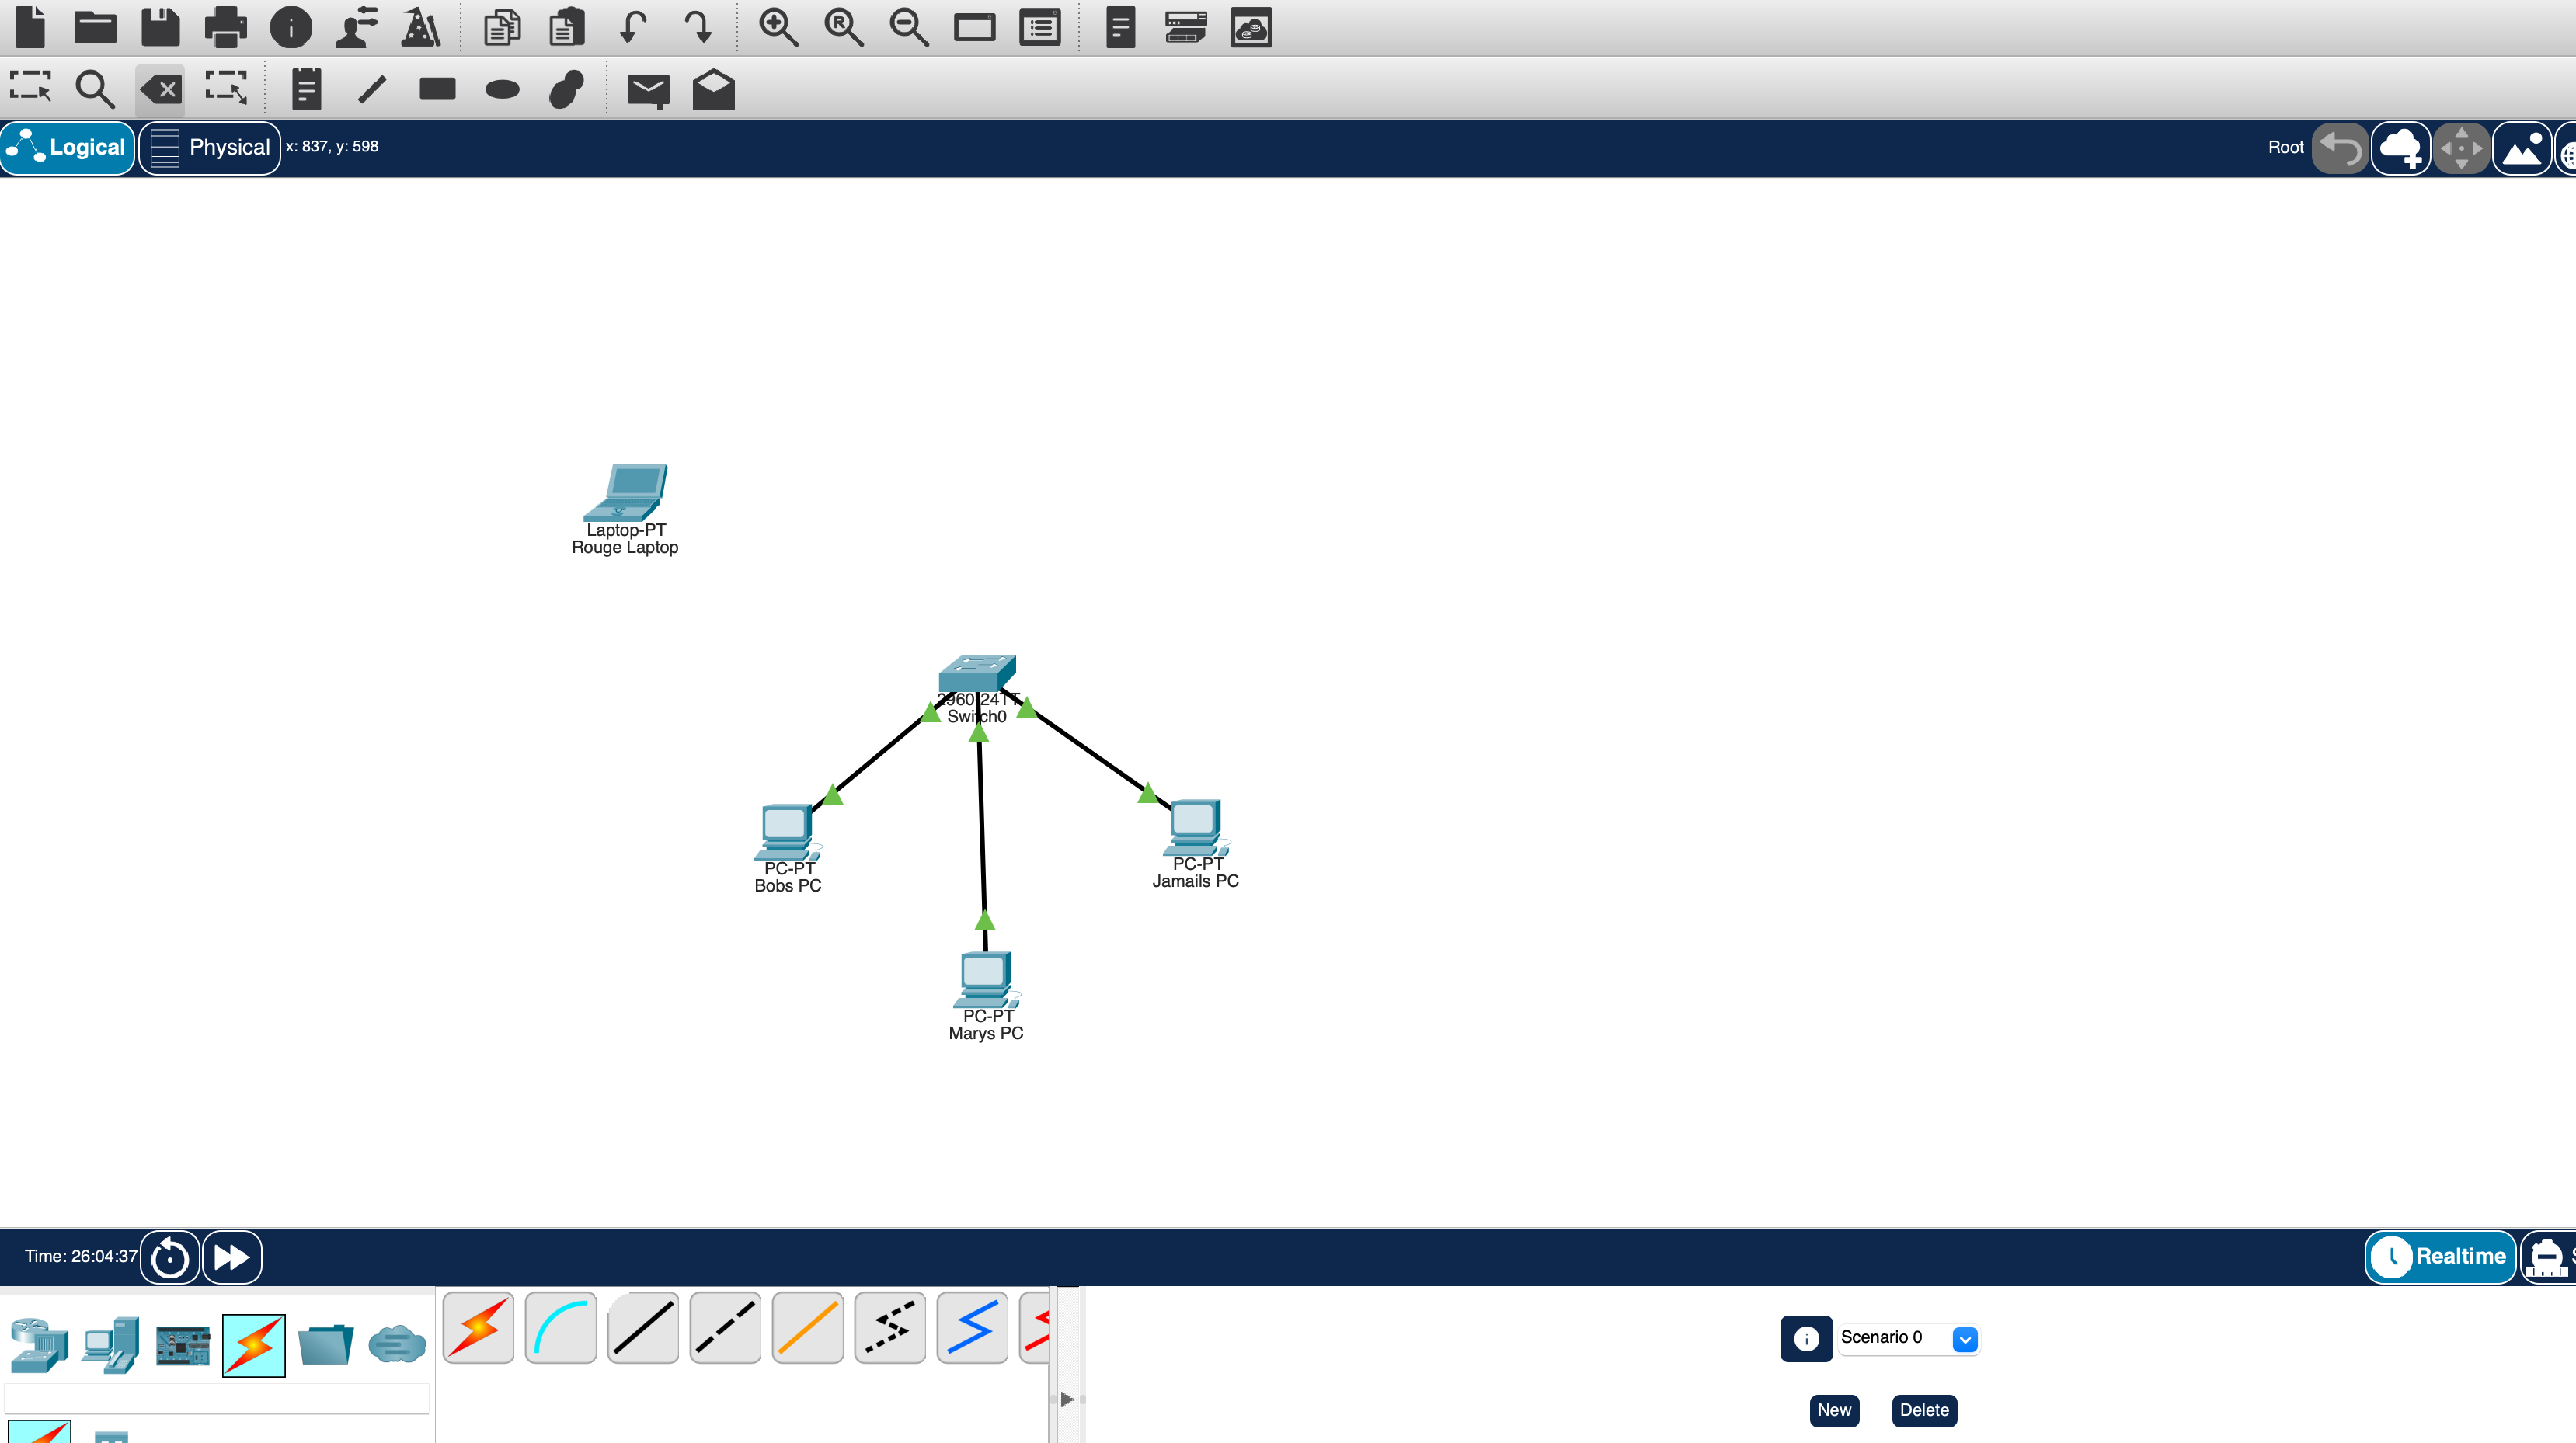 Logical
Physical
x: 837, y: 598
Root
Laptop-PT
Rouge Laptop
2960-24TT
Switch0
PC-PT
Bobs PC
PC-PT
Jamails PC
PC-PT
Marys PC
Time: 26:04:37
Realtime
S
Scenario 0
New
Delete